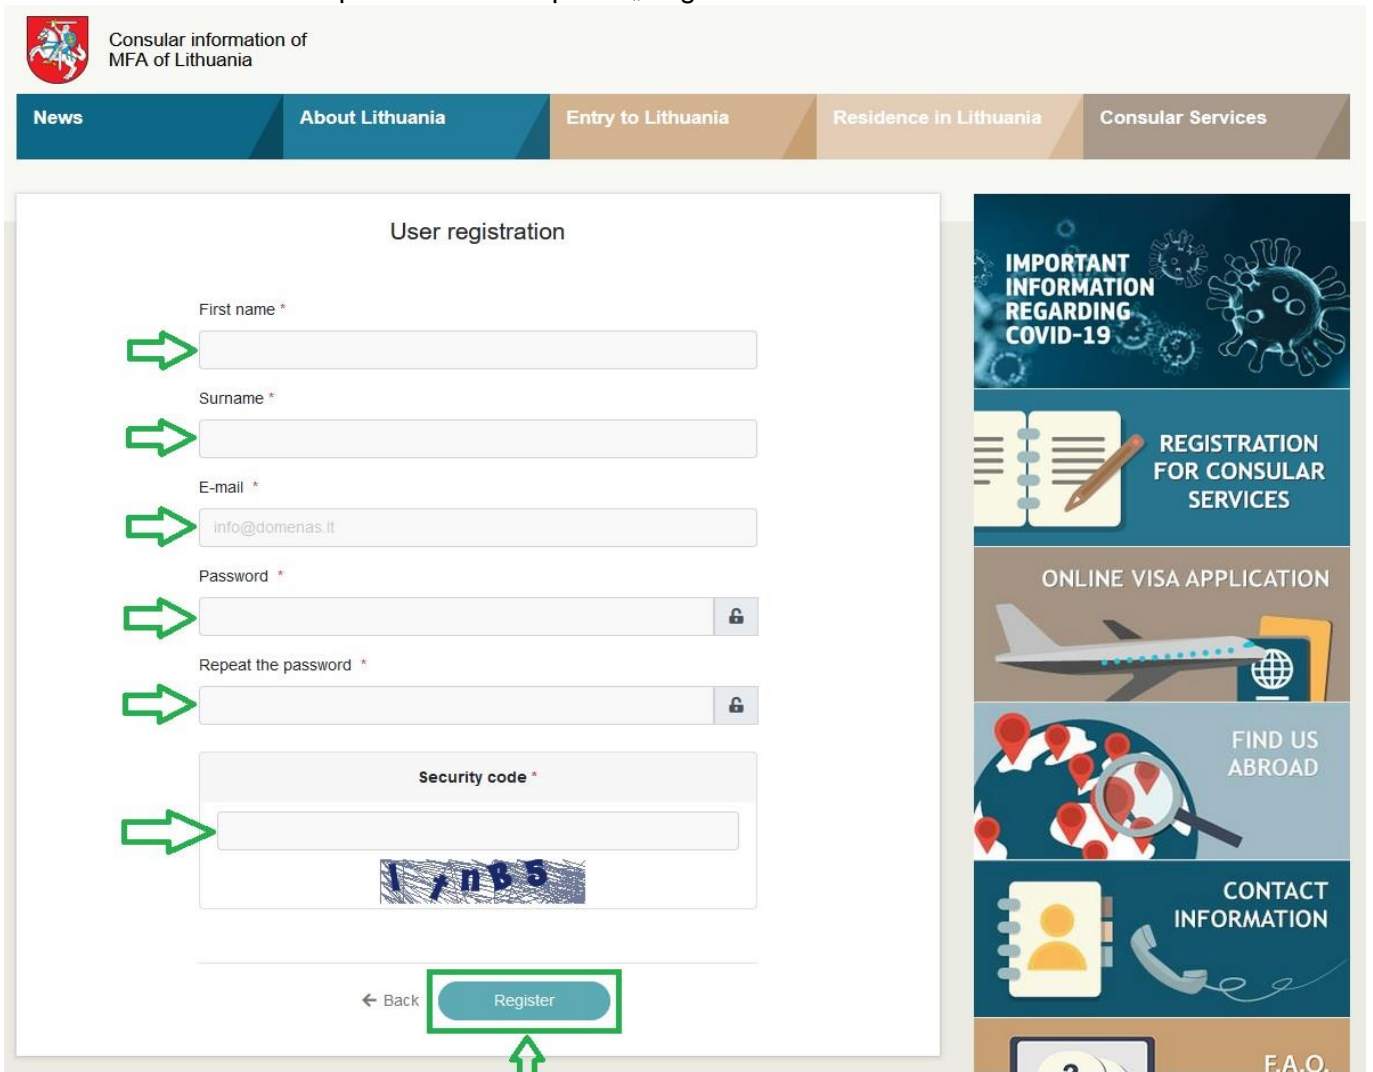 Consular information of
MFA of Lithuania
News
About Lithuania
Entry to Lithuania
Residence in Lithuania
Consular Services
User registration
First name *
Surname *
E-mail *
info@domenas.lt
Password *
Repeat the password *
Security code *
← Back
Register
IMPORTANT
INFORMATION
REGARDING
COVID-19
REGISTRATION
FOR CONSULAR
SERVICES
ONLINE VISA APPLICATION
FIND US
ABROAD
CONTACT
INFORMATION
F.A.Q.